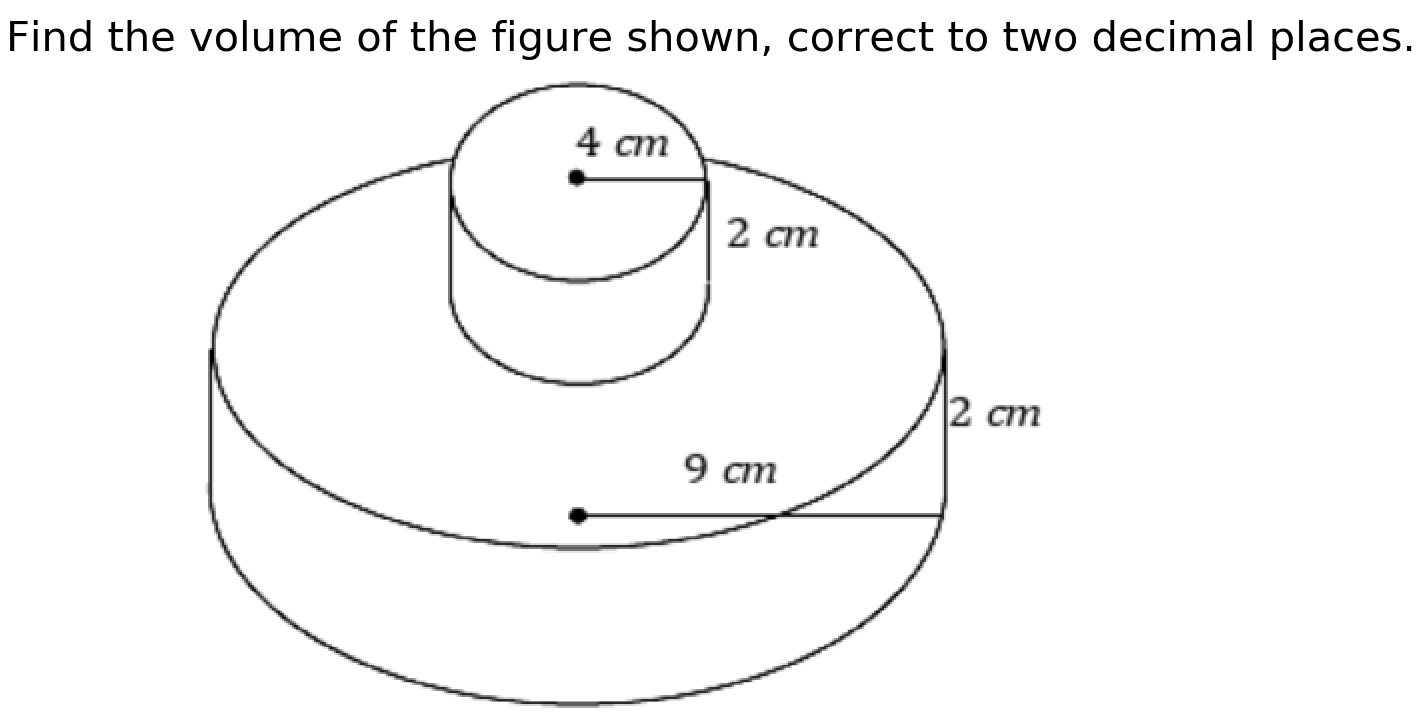 Find the volume of the figure shown, correct to two decimal places.
4 cm
2 cm
2 cm
9 cm